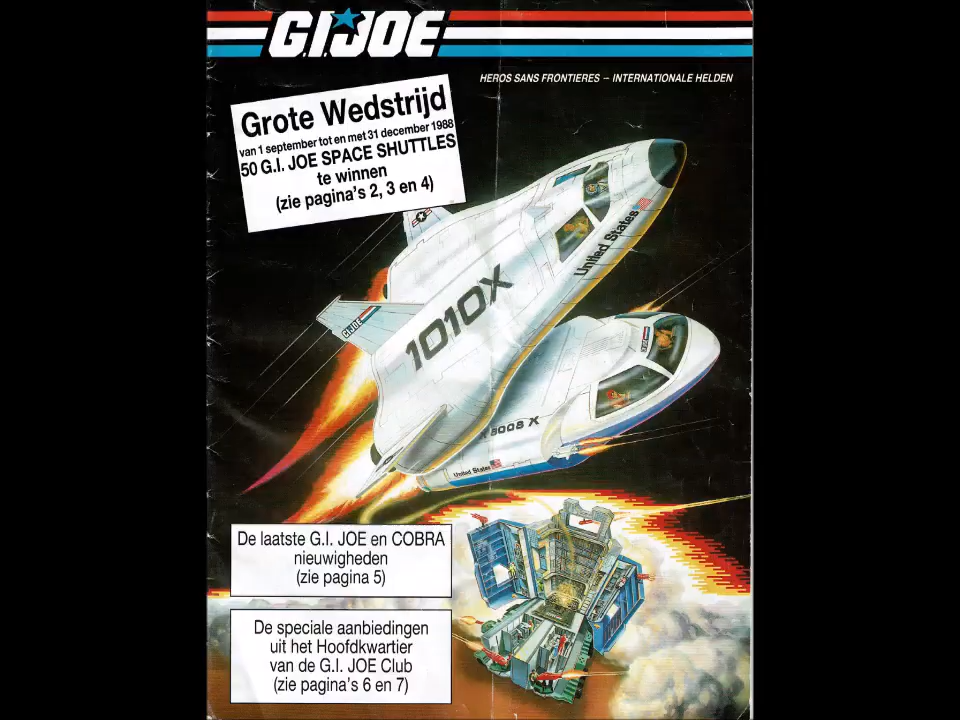 G.I. JOE
HEROS SANS FRONTIERES – INTERNATIONALE HELDEN
Grote Wedstrijd
van 1 september tot en met 31 december 1988
50 G.I. JOE SPACE SHUTTLES
te winnen
(zie pagina's 2, 3 en 4)
United States
1010X
G.I. JOE
X 3008 X
United States
De laatste G.I. JOE en COBRA
nieuwigheden
(zie pagina 5)
De speciale aanbiedingen
uit het Hoofdkwartier
van de G.I. JOE Club
(zie pagina's 6 en 7)